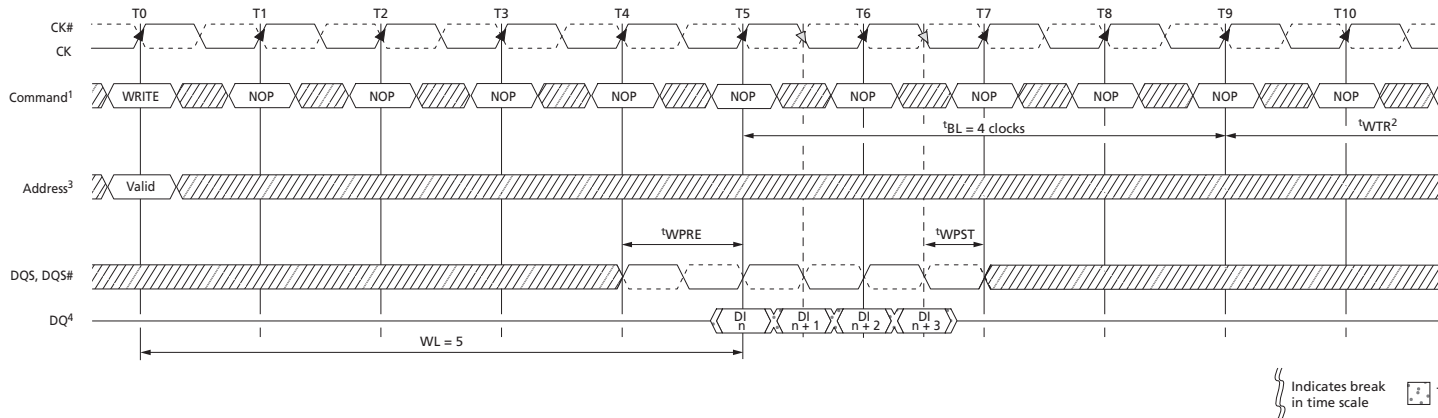 T0 T1 T2 T3 T4 T5 T6 T7 T8 T9 T10
CK#
CK
Command¹ WRITE NOP NOP NOP NOP NOP NOP NOP NOP NOP NOP
ᵗBL = 4 clocks ᵗWTR²
Address³ Valid
ᵗWPRE ᵗWPST
DQS, DQS#
DQ⁴ DI n DI n + 1 DI n + 2 DI n + 3
WL = 5
Indicates break
in time scale